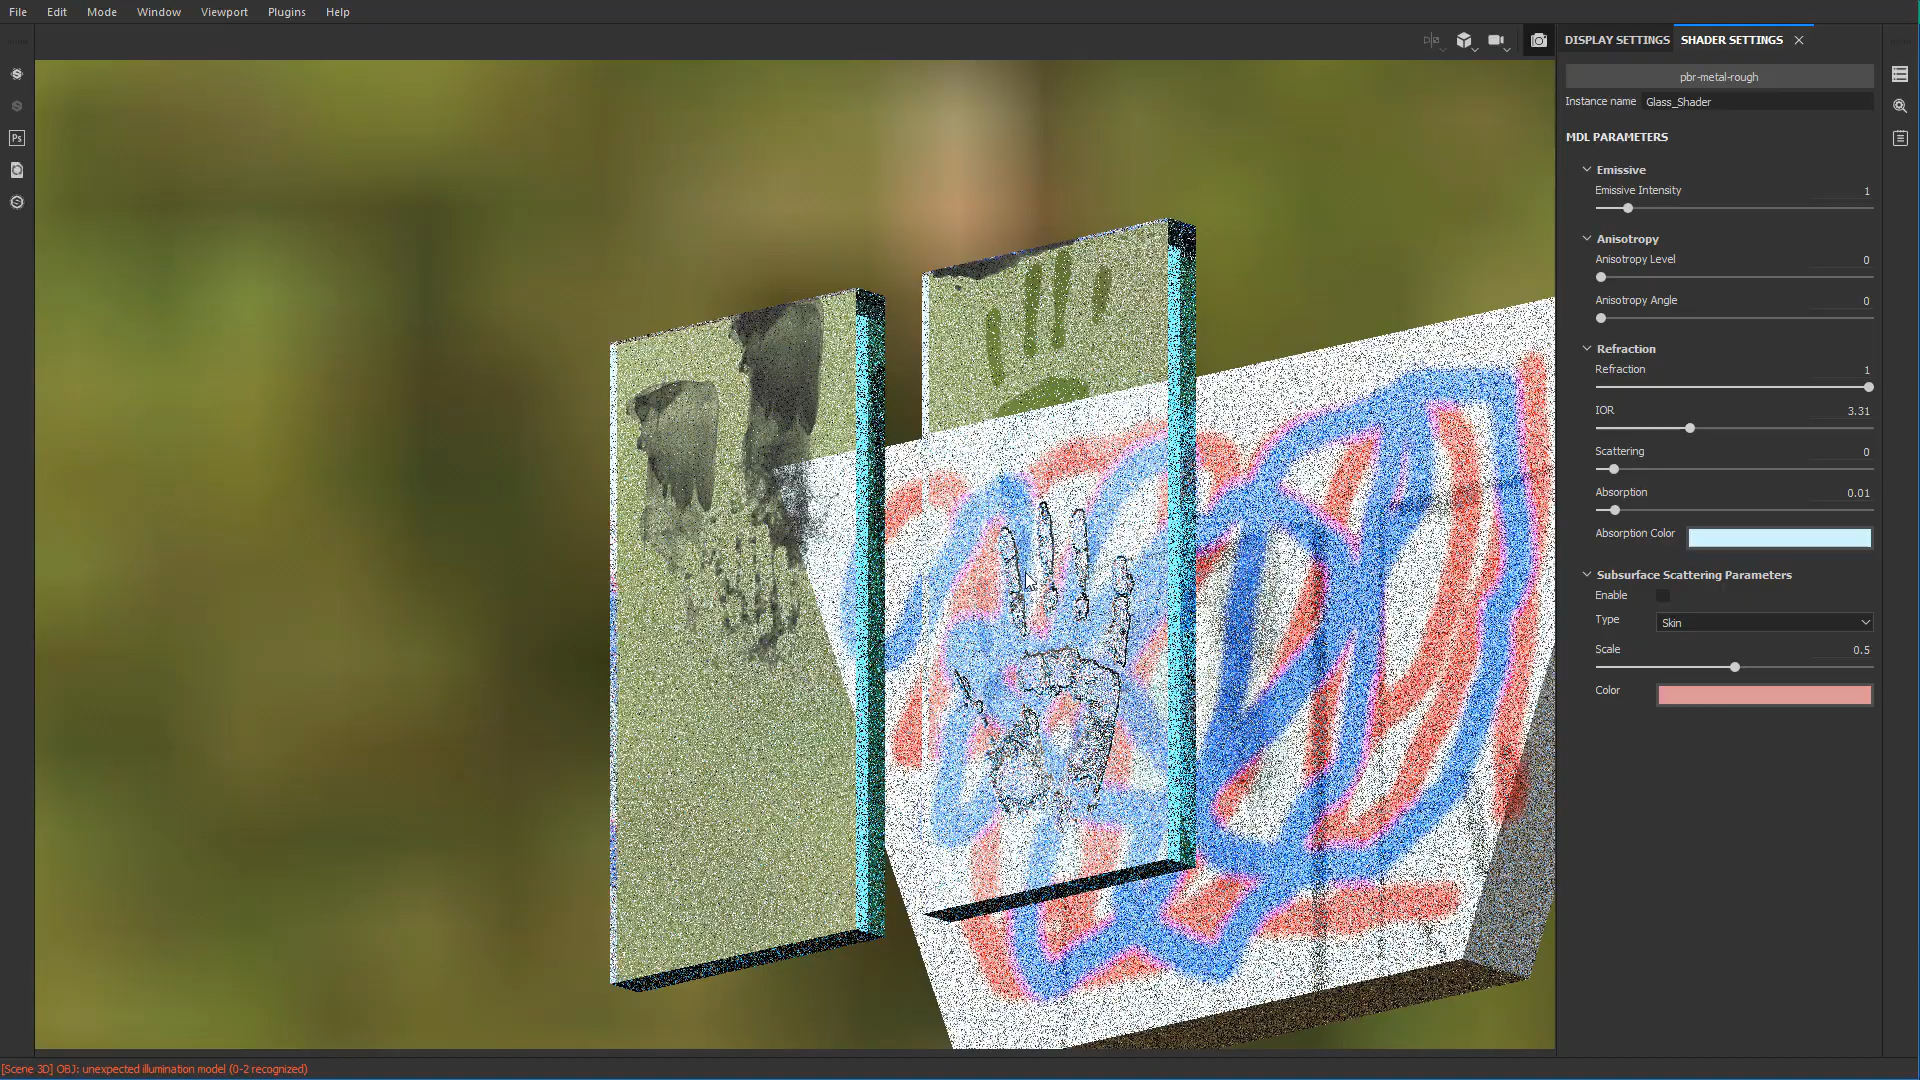 File Edit Mode Window Viewport Plugins Help
DISPLAY SETTINGS SHADER SETTINGS
pbr-metal-rough
Instance name Glass_Shader
MDL PARAMETERS
Emissive
Emissive Intensity 1
Anisotropy
Anisotropy Level 0
Anisotropy Angle 0
Refraction
Refraction 1
IOR 3.31
Scattering 0
Absorption 0.01
Absorption Color
Subsurface Scattering Parameters
Enable
Type Skin
Scale 0.5
Color
Ps
[Scene 3D] OBJ: unexpected illumination model (0-2 recognized)